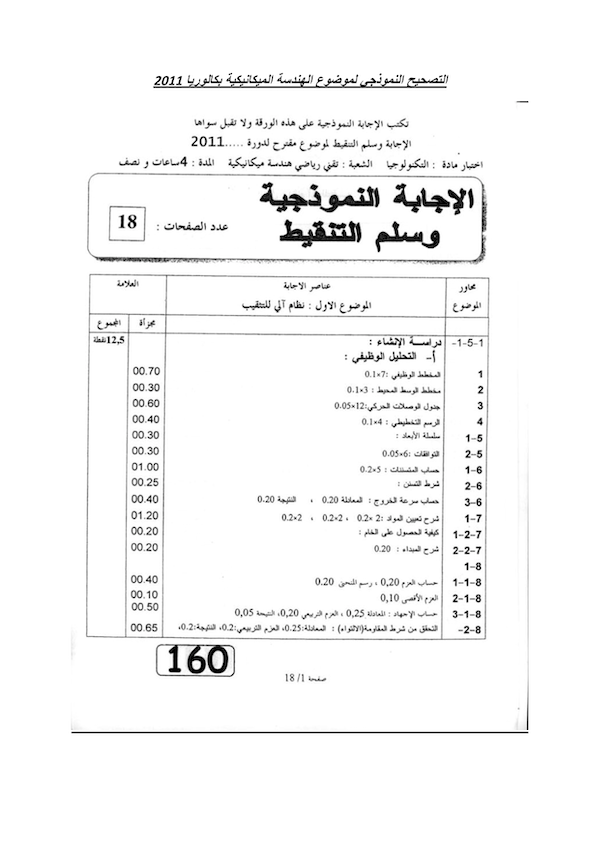 التصحيح النموذجي لموضوع الهندسة الميكانيكية بكالوريا 2011
تكتب الإجابة النموذجية على هذه الورقة ولا تقبل سواها
الإجابة وسلم التنقيط لموضوع مقترح لدورة .....2011
اختبار مادة : التكنولوجيا الشعبة : تقني رياضي هندسة ميكانيكية المدة : 4ساعات و نصف
الإجابة النموذجية
وسلم التنقيط
عدد الصفحات : 18
محاور الموضوع عناصر الاجابة العلامة
الموضوع الاول : نظام آلي للتثقيب
مجزأة المجموع
1-5-1- دراسة الإنشاء : 12,5نقطة
أ- التحليل الوظيفي :
1 المخطط الوظيفي :7×0.1 00.70
2 مخطط الوسط المحيط : 3×0.1 00.30
3 جدول الوصلات الحركي:12×0.05 00.60
4 الرسم التخطيطي : 4×0.1 00.40
1-5 سلسلة الأبعاد : 00.30
2-5 التوافقات :6×0.05 00.30
1-6 حساب المتسننات : 5×0.2 01.00
2-6 شرط التسنن : 00.25
3-6 حساب سرعة الخروج : المعادلة 0.20 ، النتيجة 0.20 00.40
1-7 شرح تعيين المواد :2 ×0.2 ، 2×0.2 ، 2×0.2 01.20
1-2-7 كيفية الحصول على الخام : 00.20
2-2-7 شرح المبداء : 0.20 00.20
1-8
1-1-8 حساب العزم 0,20 ، رسم المنحنى 0.20 00.40
2-1-8 العزم الأقصى 0,10 00.10
3-1-8 حساب الإجهاد : المعادلة 0,25 ، العزم التربيعي 0,20، النتيجة 0,05 00.50
2-8- التحقق من شرط المقاومة(الالتواء) : المعادلة:0.25، العزم التربيعي:0.2، النتيجة:0.2، 00.65
160
صفحة 1/ 18